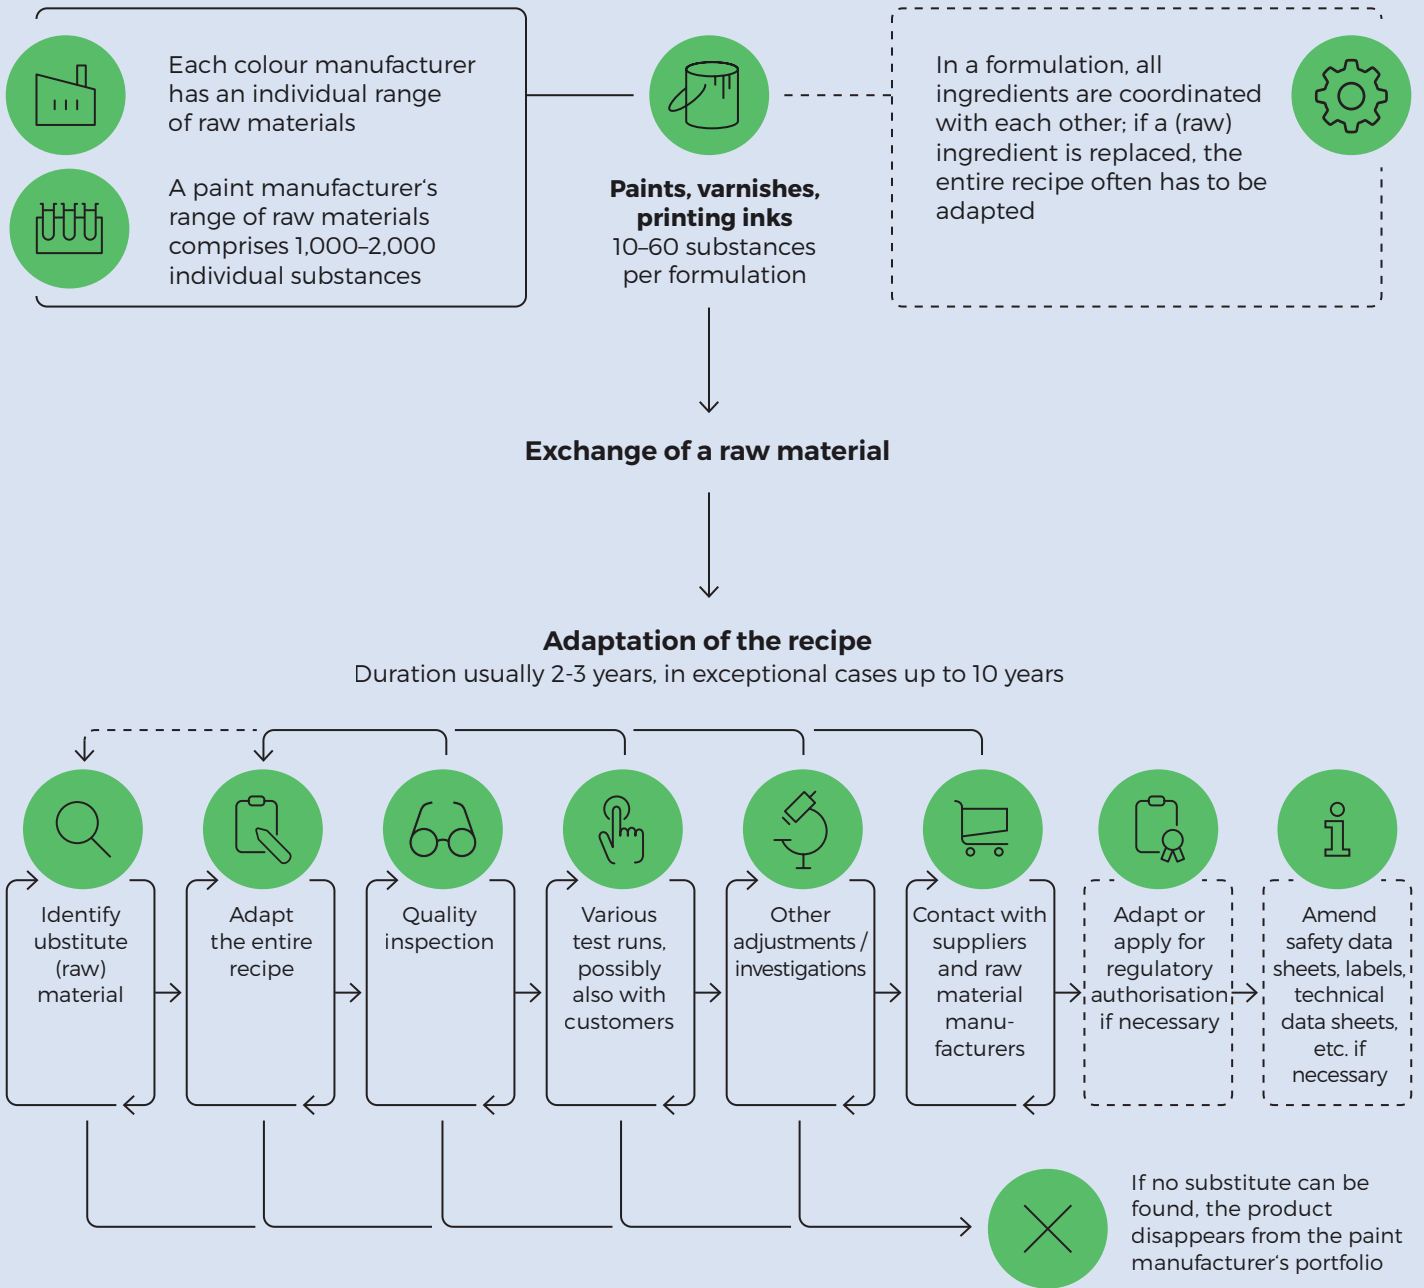 Each colour manufacturer
has an individual range
of raw materials
A paint manufacturer‘s
range of raw materials
comprises 1,000–2,000
individual substances
Paints, varnishes,
printing inks
10–60 substances
per formulation
In a formulation, all
ingredients are coordinated
with each other; if a (raw)
ingredient is replaced, the
entire recipe often has to be
adapted
Exchange of a raw material
Adaptation of the recipe
Duration usually 2-3 years, in exceptional cases up to 10 years
Identify
ubstitute
(raw)
material
Adapt
the entire
recipe
Quality
inspection
Various
test runs,
possibly
also with
customers
Other
adjustments /
investigations
Contact with
suppliers
and raw
material
manu-
facturers
Adapt or
apply for
regulatory
authorisation
if necessary
Amend
safety data
sheets, labels,
technical
data sheets,
etc. if
necessary
If no substitute can be
found, the product
disappears from the paint
manufacturer‘s portfolio